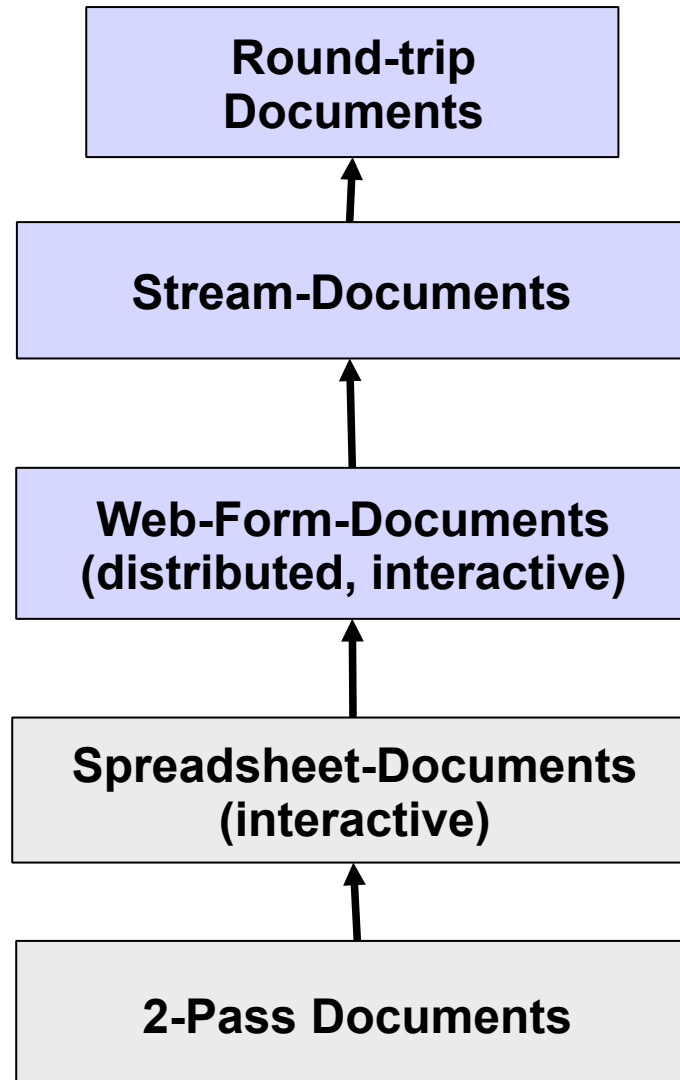 Round-trip
Documents
Stream-Documents
Web-Form-Documents
(distributed, interactive)
Spreadsheet-Documents
(interactive)
2-Pass Documents